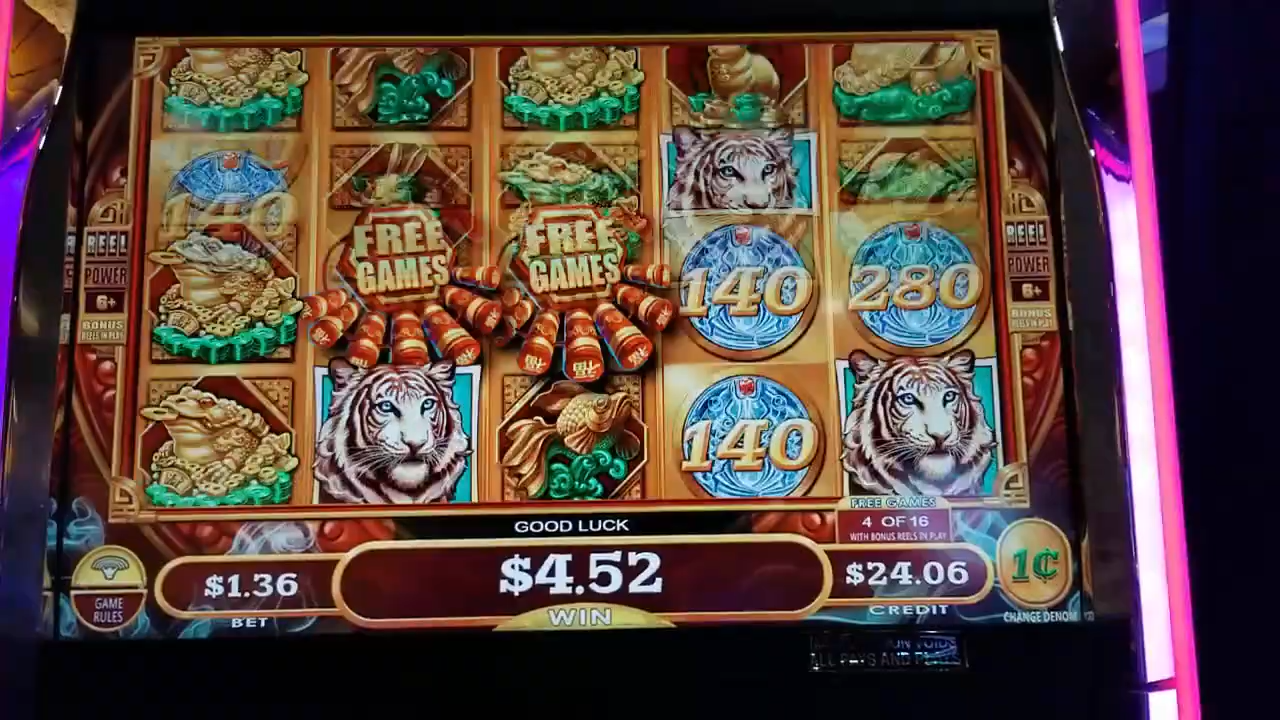 140
REEL
POWER
6+
BONUS
REELS IN PLAY
FREE
GAMES
FREE
GAMES
140
280
REEL
POWER
6+
BONUS
REELS IN PLAY
140
GOOD LUCK
FREE GAMES
4 OF 16
WITH BONUS REELS IN PLAY
GAME
RULES
$1.36
BET
$4.52
WIN
$24.06
CREDIT
1¢
CHANGE DENOM
VOIDS
ALL PAYS AND PLAYS